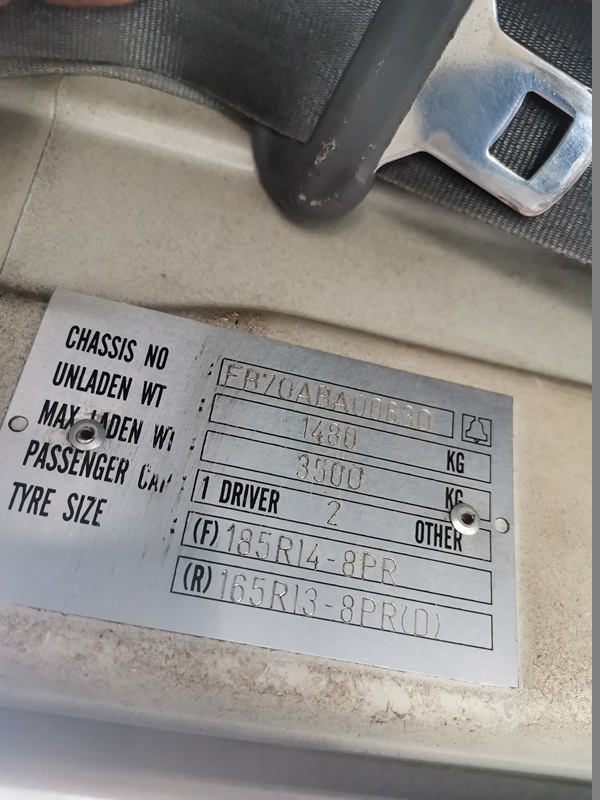 CHASSIS NO : FB70ABA00630
UNLADEN WT : 1480 KG
MAX LADEN WT : 3500 KG
PASSENGER CAP : 1 DRIVER 2 OTHER
TYRE SIZE : (F) 185R14-8PR
(R) 165R13-8PR(D)